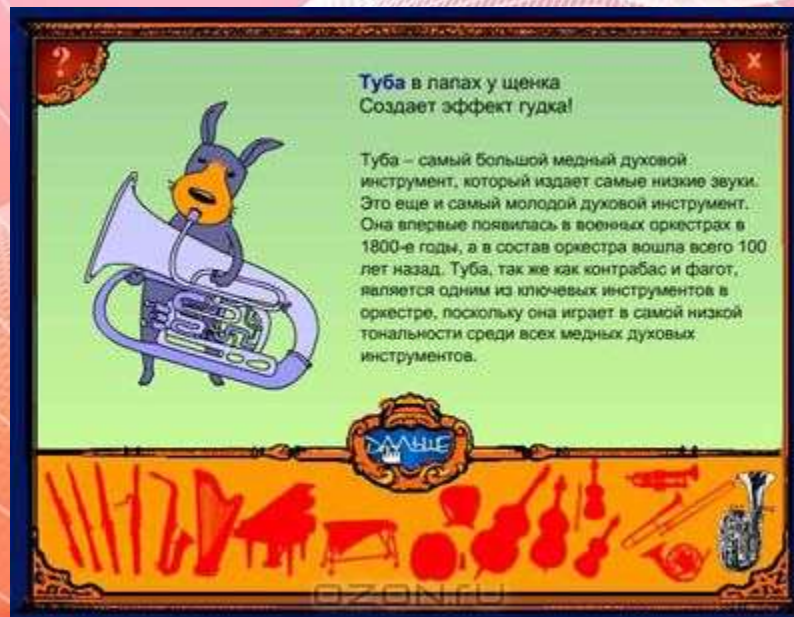 ?
x
Туба в лапах у щенка
Создает эффект гудка!
Туба – самый большой медный духовой
инструмент, который издает самые низкие звуки.
Это еще и самый молодой духовой инструмент.
Она впервые появилась в военных оркестрах в
1800-е годы, а в состав оркестра вошла всего 100
лет назад. Туба, так же как контрабас и фагот,
является одним из ключевых инструментов в
оркестре, поскольку она играет в самой низкой
тональности среди всех медных духовых
инструментов.
ДАЛЬШЕ
OZON.RU